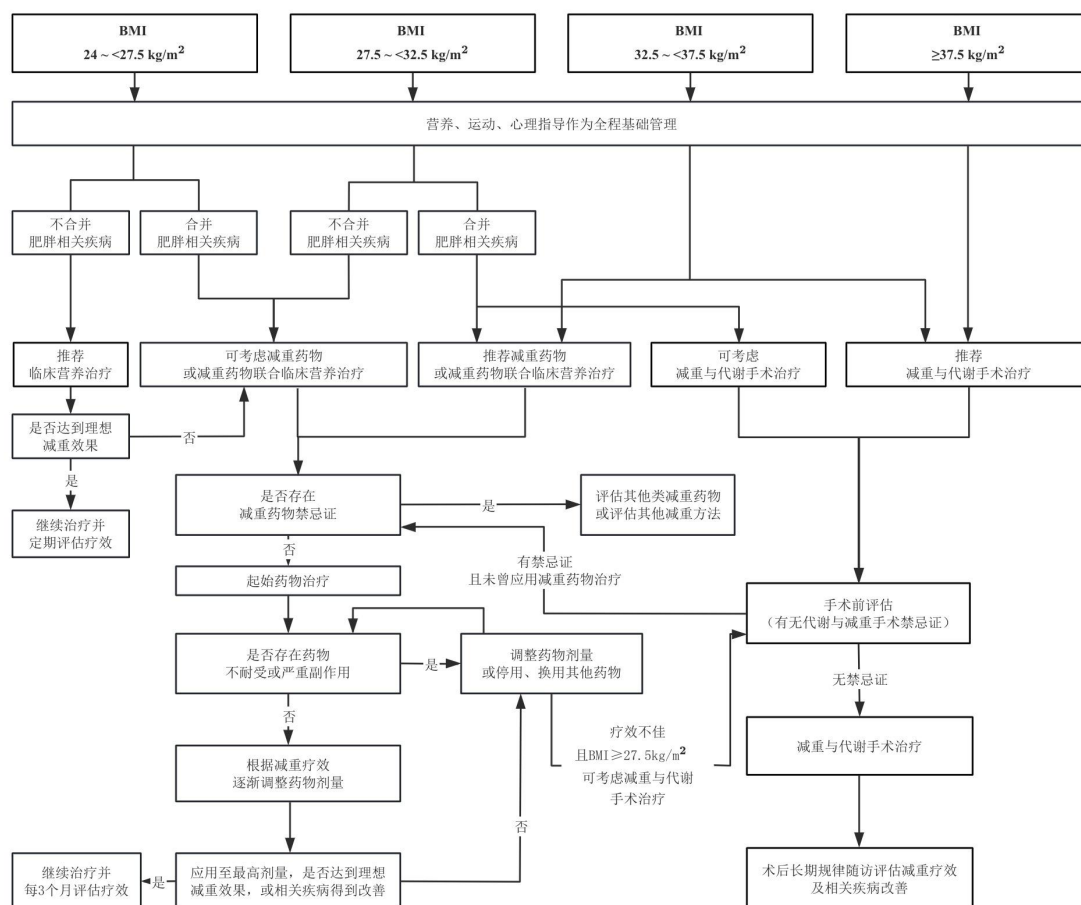 BMI
24 ~ <27.5 kg/m²
BMI
27.5 ~ <32.5 kg/m²
BMI
32.5 ~ <37.5 kg/m²
BMI
≥37.5 kg/m²
营养、运动、心理指导作为全程基础管理
不合并
肥胖相关疾病
合并
肥胖相关疾病
不合并
肥胖相关疾病
合并
肥胖相关疾病
推荐
临床营养治疗
可考虑减重药物
或减重药物联合临床营养治疗
推荐减重药物
或减重药物联合临床营养治疗
可考虑
减重与代谢手术治疗
推荐
减重与代谢手术治疗
是否达到理想
减重效果
否
是
继续治疗并
定期评估疗效
是否存在
减重药物禁忌证
是
评估其他类减重药物
或评估其他减重方法
否
有禁忌证
且未曾应用减重药物治疗
起始药物治疗
手术前评估
(有无代谢与减重手术禁忌证)
是否存在药物
不耐受或严重副作用
是
调整药物剂量
或停用、换用其他药物
无禁忌证
否
疗效不佳
且BMI≥27.5kg/m²
可考虑减重与代谢
手术治疗
减重与代谢手术治疗
根据减重疗效
逐渐调整药物剂量
否
继续治疗并
每3个月评估疗效
是
应用至最高剂量,是否达到理想
减重效果,或相关疾病得到改善
术后长期规律随访评估减重疗效
及相关疾病改善